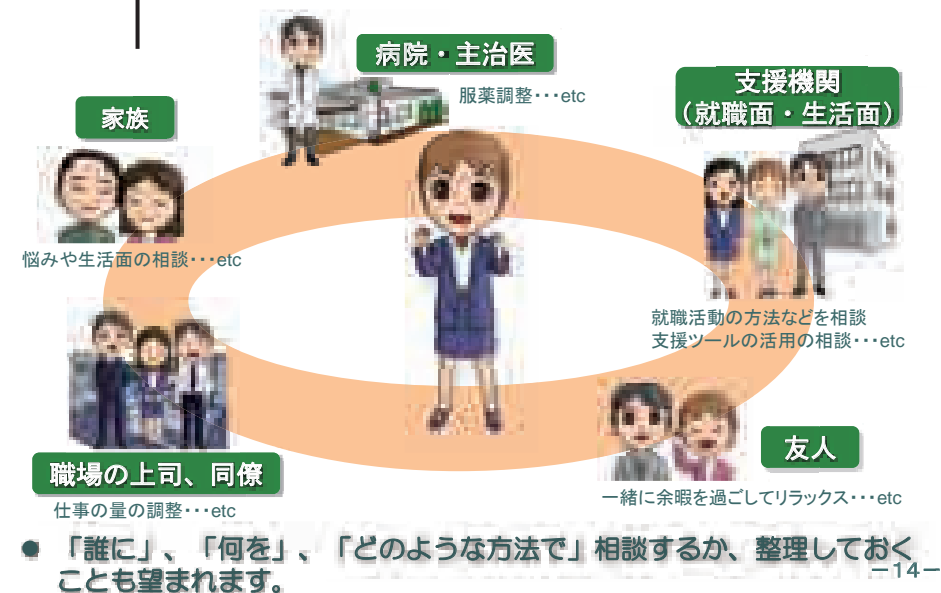 病院・主治医
服薬調整・・・etc
支援機関
（就職面・生活面）
就職活動の方法などを相談
支援ツールの活用の相談・・・etc
家族
悩みや生活面の相談・・・etc
職場の上司、同僚
仕事の量の調整・・・etc
友人
一緒に余暇を過ごしてリラックス・・・etc
● 「誰に」、「何を」、「どのような方法で」相談するか、整理しておく
ことも望まれます。
－14－